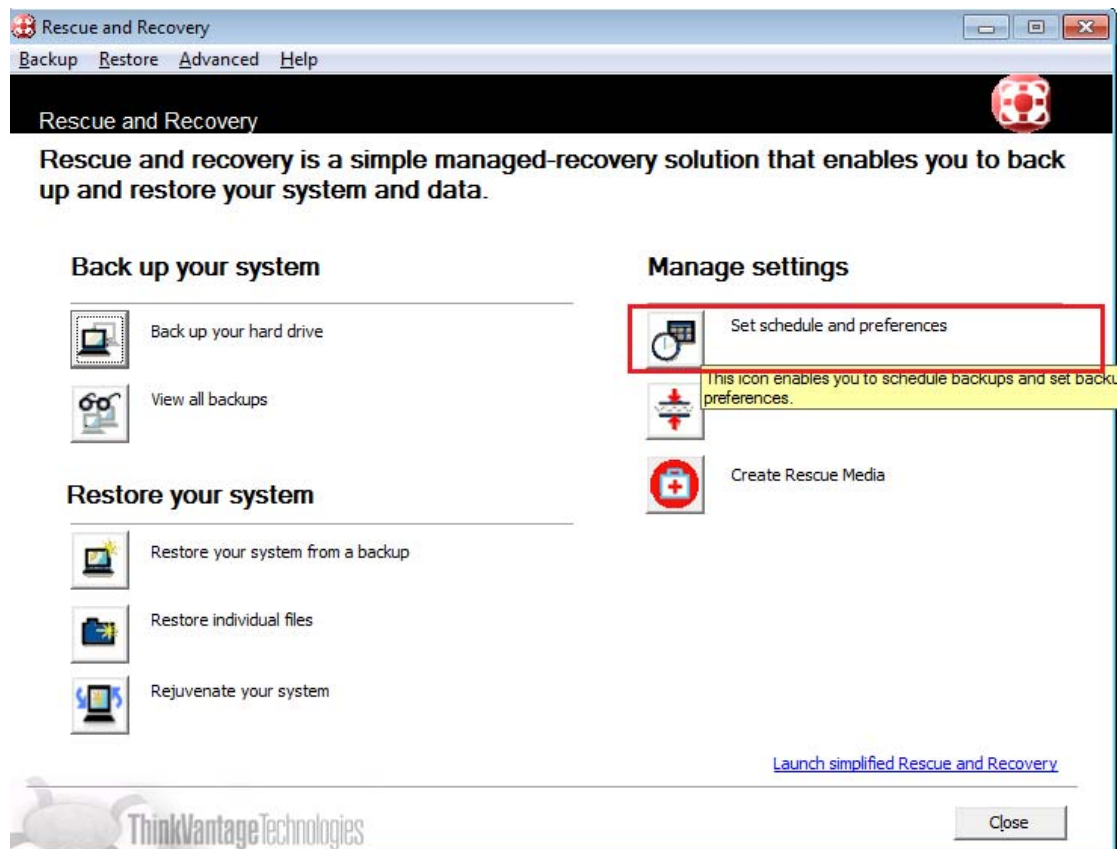 Rescue and Recovery
Backup Restore Advanced Help
Rescue and Recovery
Rescue and recovery is a simple managed-recovery solution that enables you to back
up and restore your system and data.
Back up your system
Back up your hard drive
View all backups
Restore your system
Restore your system from a backup
Restore individual files
Rejuvenate your system
Manage settings
Set schedule and preferences
This icon enables you to schedule backups and set
preferences.
Create Rescue Media
Launch simplified Rescue and Recovery
ThinkVantage Technologies
Close